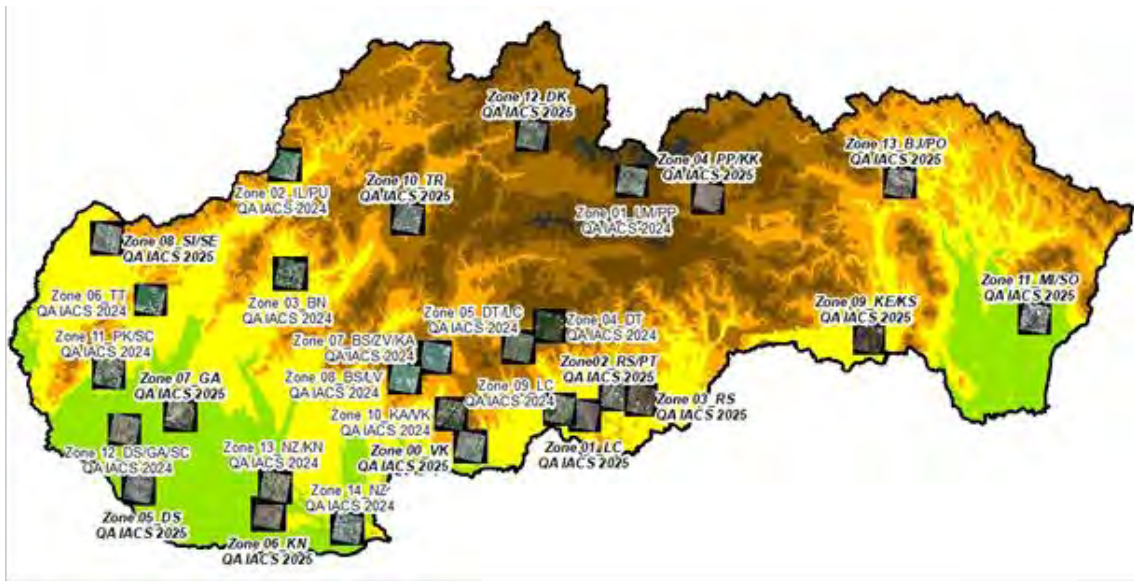 Zone 12_DK
QA IACS 2025
Zone 13_BJ/PO
QA IACS 2025
Zone 04_PP/KK
QA IACS 2025
Zone 02_IL/PU
QA IACS 2024
Zone 10_TR
QA IACS 2025
Zone 01_LM/PP
QA IACS 2024
Zone 08_SI/SE
QA IACS 2025
Zone 03_BN
QA IACS 2024
Zone 11_MI/SO
QA IACS 2025
Zone 06_TT
QA IACS 2024
Zone 05_DT/LC
QA IACS 2024
Zone 04_DT
QA IACS 2024
Zone 09_KE/KS
QA IACS 2025
Zone 11_PK/SC
QA IACS 2024
Zone 07_BS/ZV/KA
QA IACS 2024
Zone02_RS/PT
QA IACS 2025
Zone 07_GA
QA IACS 2025
Zone 08_BS/LV
QA IACS 2024
Zone 09_LC
QA IACS 2024
Zone 03_RS
QA IACS 2025
Zone 10_KA/VK
QA IACS 2024
Zone 12_DS/GA/SC
QA IACS 2024
Zone 13_NZ/KN
QA IACS 2024
Zone 00_VK
QA IACS 2025
Zone 01_LC
QA IACS 2025
Zone 14_NZ
QA IACS 2024
Zone 05_DS
QA IACS 2025
Zone 06_KN
QA IACS 2025